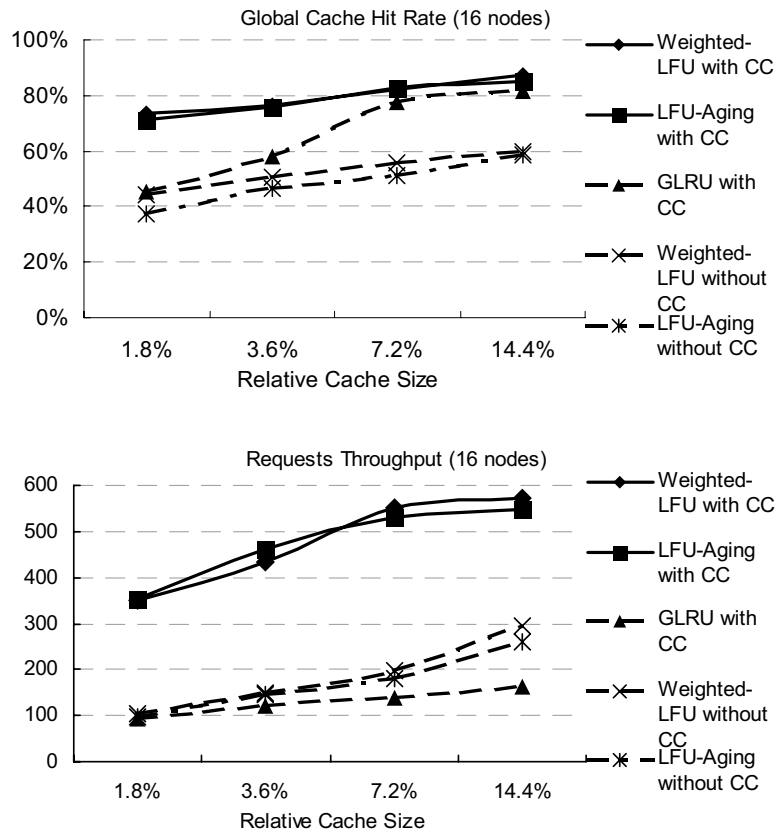 Global Cache Hit Rate (16 nodes)
100%
80%
60%
40%
20%
0%
1.8%
3.6%
7.2%
14.4%
Relative Cache Size
Weighted-
LFU with CC
LFU-Aging
with CC
GLRU with
CC
Weighted-
LFU without
CC
LFU-Aging
without CC
Requests Throughput (16 nodes)
600
500
400
300
200
100
0
1.8%
3.6%
7.2%
14.4%
Relative Cache Size
Weighted-
LFU with CC
LFU-Aging
with CC
GLRU with
CC
Weighted-
LFU without
CC
LFU-Aging
without CC